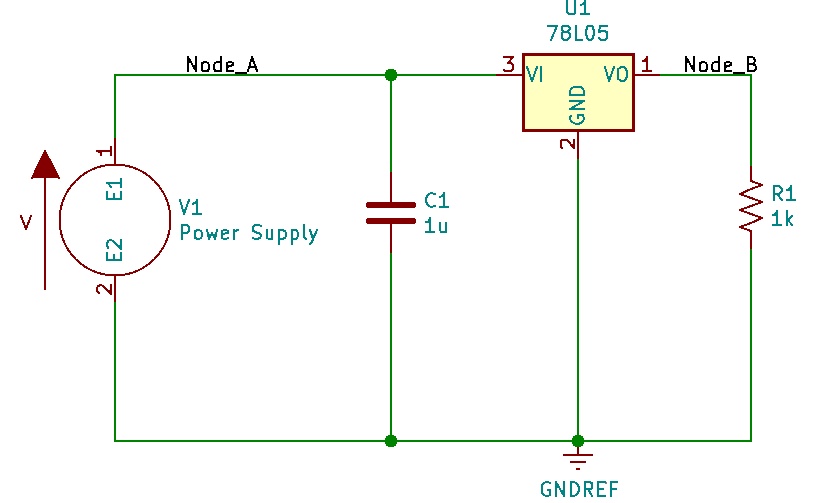 U1
78L05
Node_A
3
VI
VO
1
Node_B
GND
2
1
E1
V
V1
Power Supply
E2
2
C1
1u
R1
1k
GNDREF